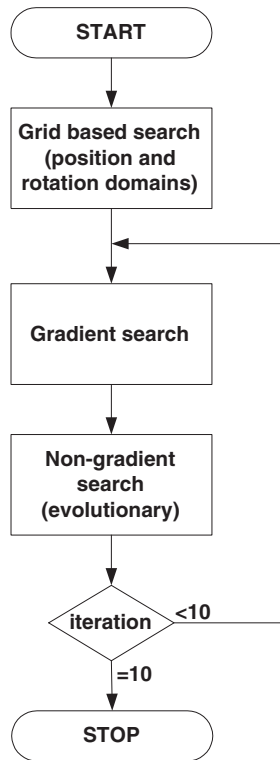 START
Grid based search
(position and
rotation domains)
Gradient search
Non-gradient
search
(evolutionary)
iteration
<10
=10
STOP